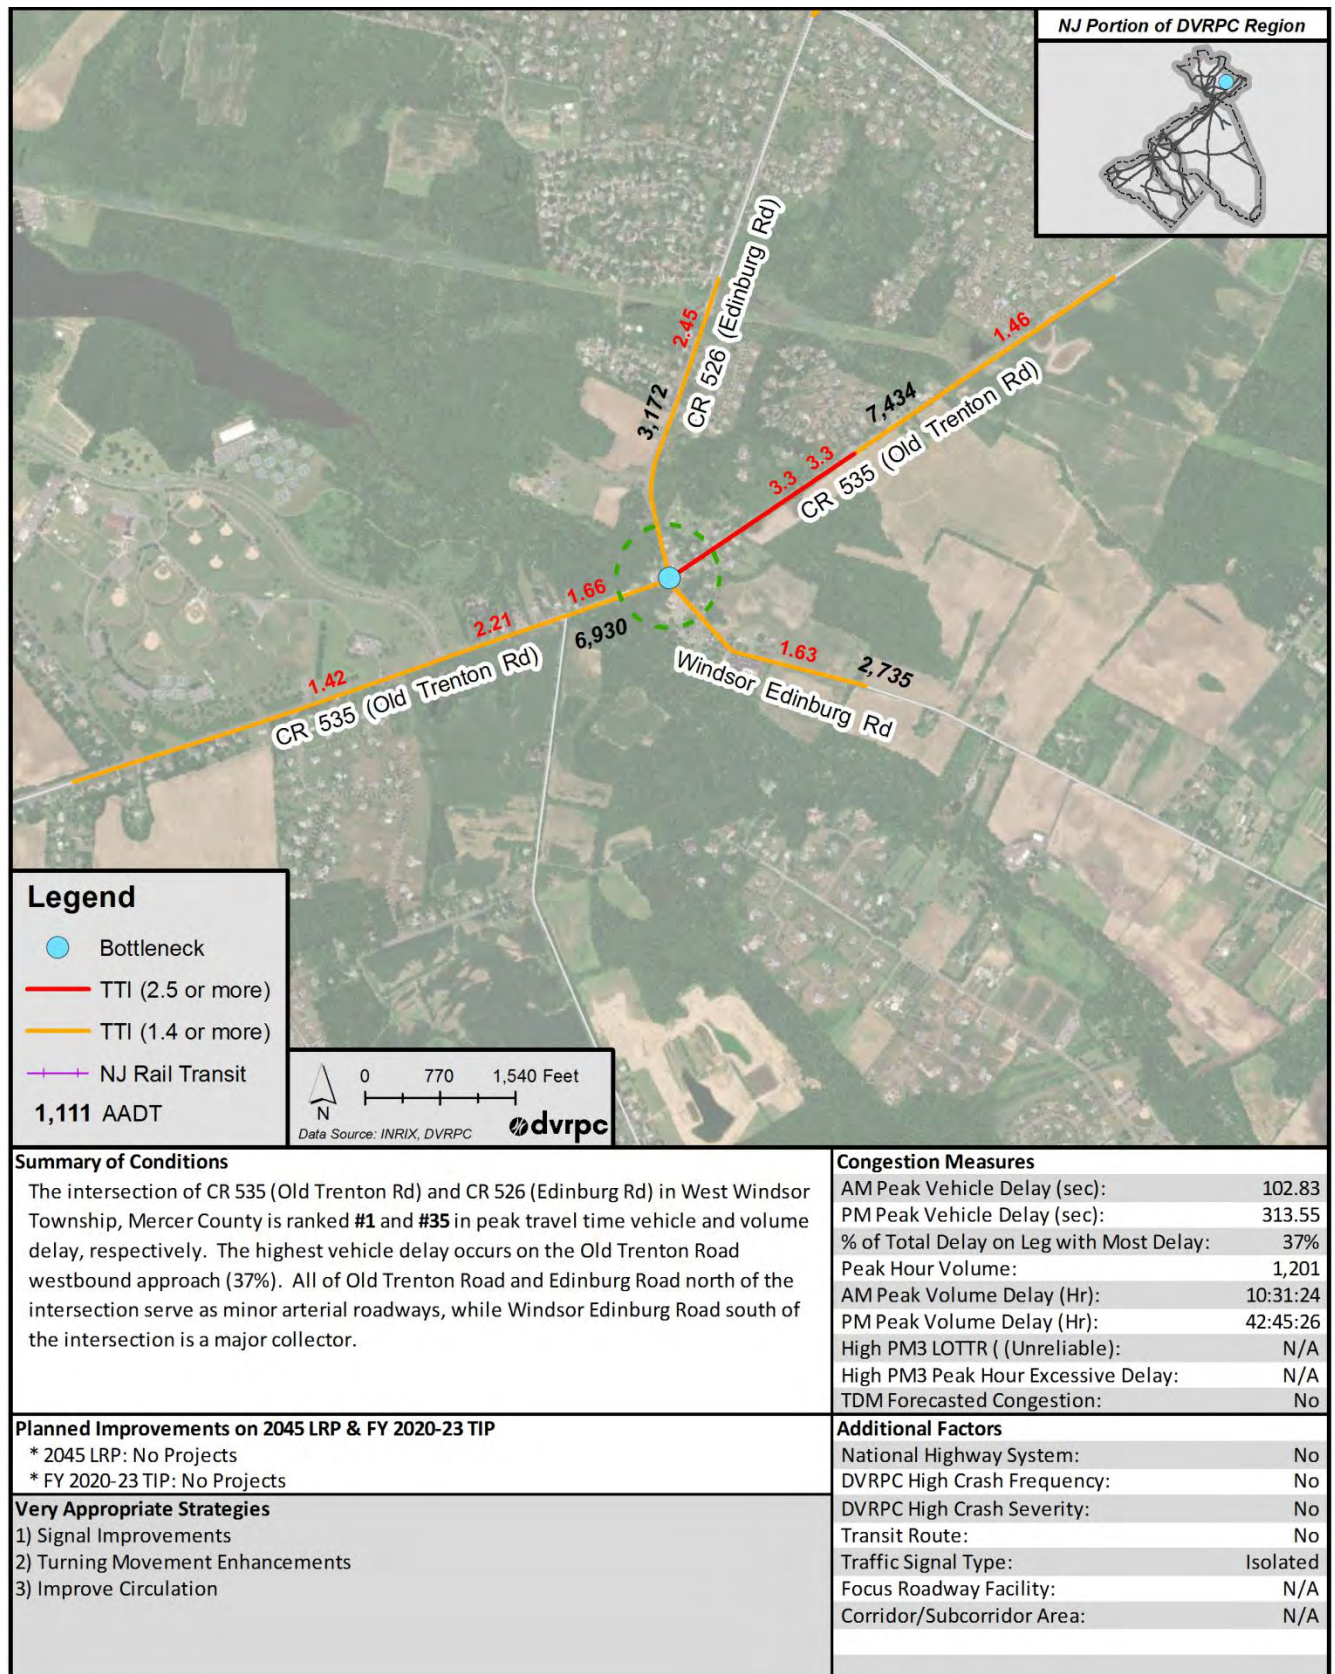 NJ Portion of DVRPC Region
CR 526 (Edinburg Rd)
2.45
3,172
1.46
7,434
CR 535 (Old Trenton Rd)
3.3 3.3
1.66
2.21
6,930
1.42
CR 535 (Old Trenton Rd)
1.63
2,735
Windsor Edinburg Rd
Legend
Bottleneck
TTI (2.5 or more)
TTI (1.4 or more)
NJ Rail Transit
1,111 AADT
N
0 770 1,540 Feet
Data Source: INRIX, DVRPC
dvrpc
Summary of Conditions
The intersection of CR 535 (Old Trenton Rd) and CR 526 (Edinburg Rd) in West Windsor
Township, Mercer County is ranked #1 and #35 in peak travel time vehicle and volume
delay, respectively. The highest vehicle delay occurs on the Old Trenton Road
westbound approach (37%). All of Old Trenton Road and Edinburg Road north of the
intersection serve as minor arterial roadways, while Windsor Edinburg Road south of
the intersection is a major collector.
Congestion Measures
AM Peak Vehicle Delay (sec): 102.83
PM Peak Vehicle Delay (sec): 313.55
% of Total Delay on Leg with Most Delay: 37%
Peak Hour Volume: 1,201
AM Peak Volume Delay (Hr): 10:31:24
PM Peak Volume Delay (Hr): 42:45:26
High PM3 LOTTR ( (Unreliable): N/A
High PM3 Peak Hour Excessive Delay: N/A
TDM Forecasted Congestion: No
Planned Improvements on 2045 LRP & FY 2020-23 TIP
* 2045 LRP: No Projects
* FY 2020-23 TIP: No Projects
Very Appropriate Strategies
1) Signal Improvements
2) Turning Movement Enhancements
3) Improve Circulation
Additional Factors
National Highway System: No
DVRPC High Crash Frequency: No
DVRPC High Crash Severity: No
Transit Route: No
Traffic Signal Type: Isolated
Focus Roadway Facility: N/A
Corridor/Subcorridor Area: N/A